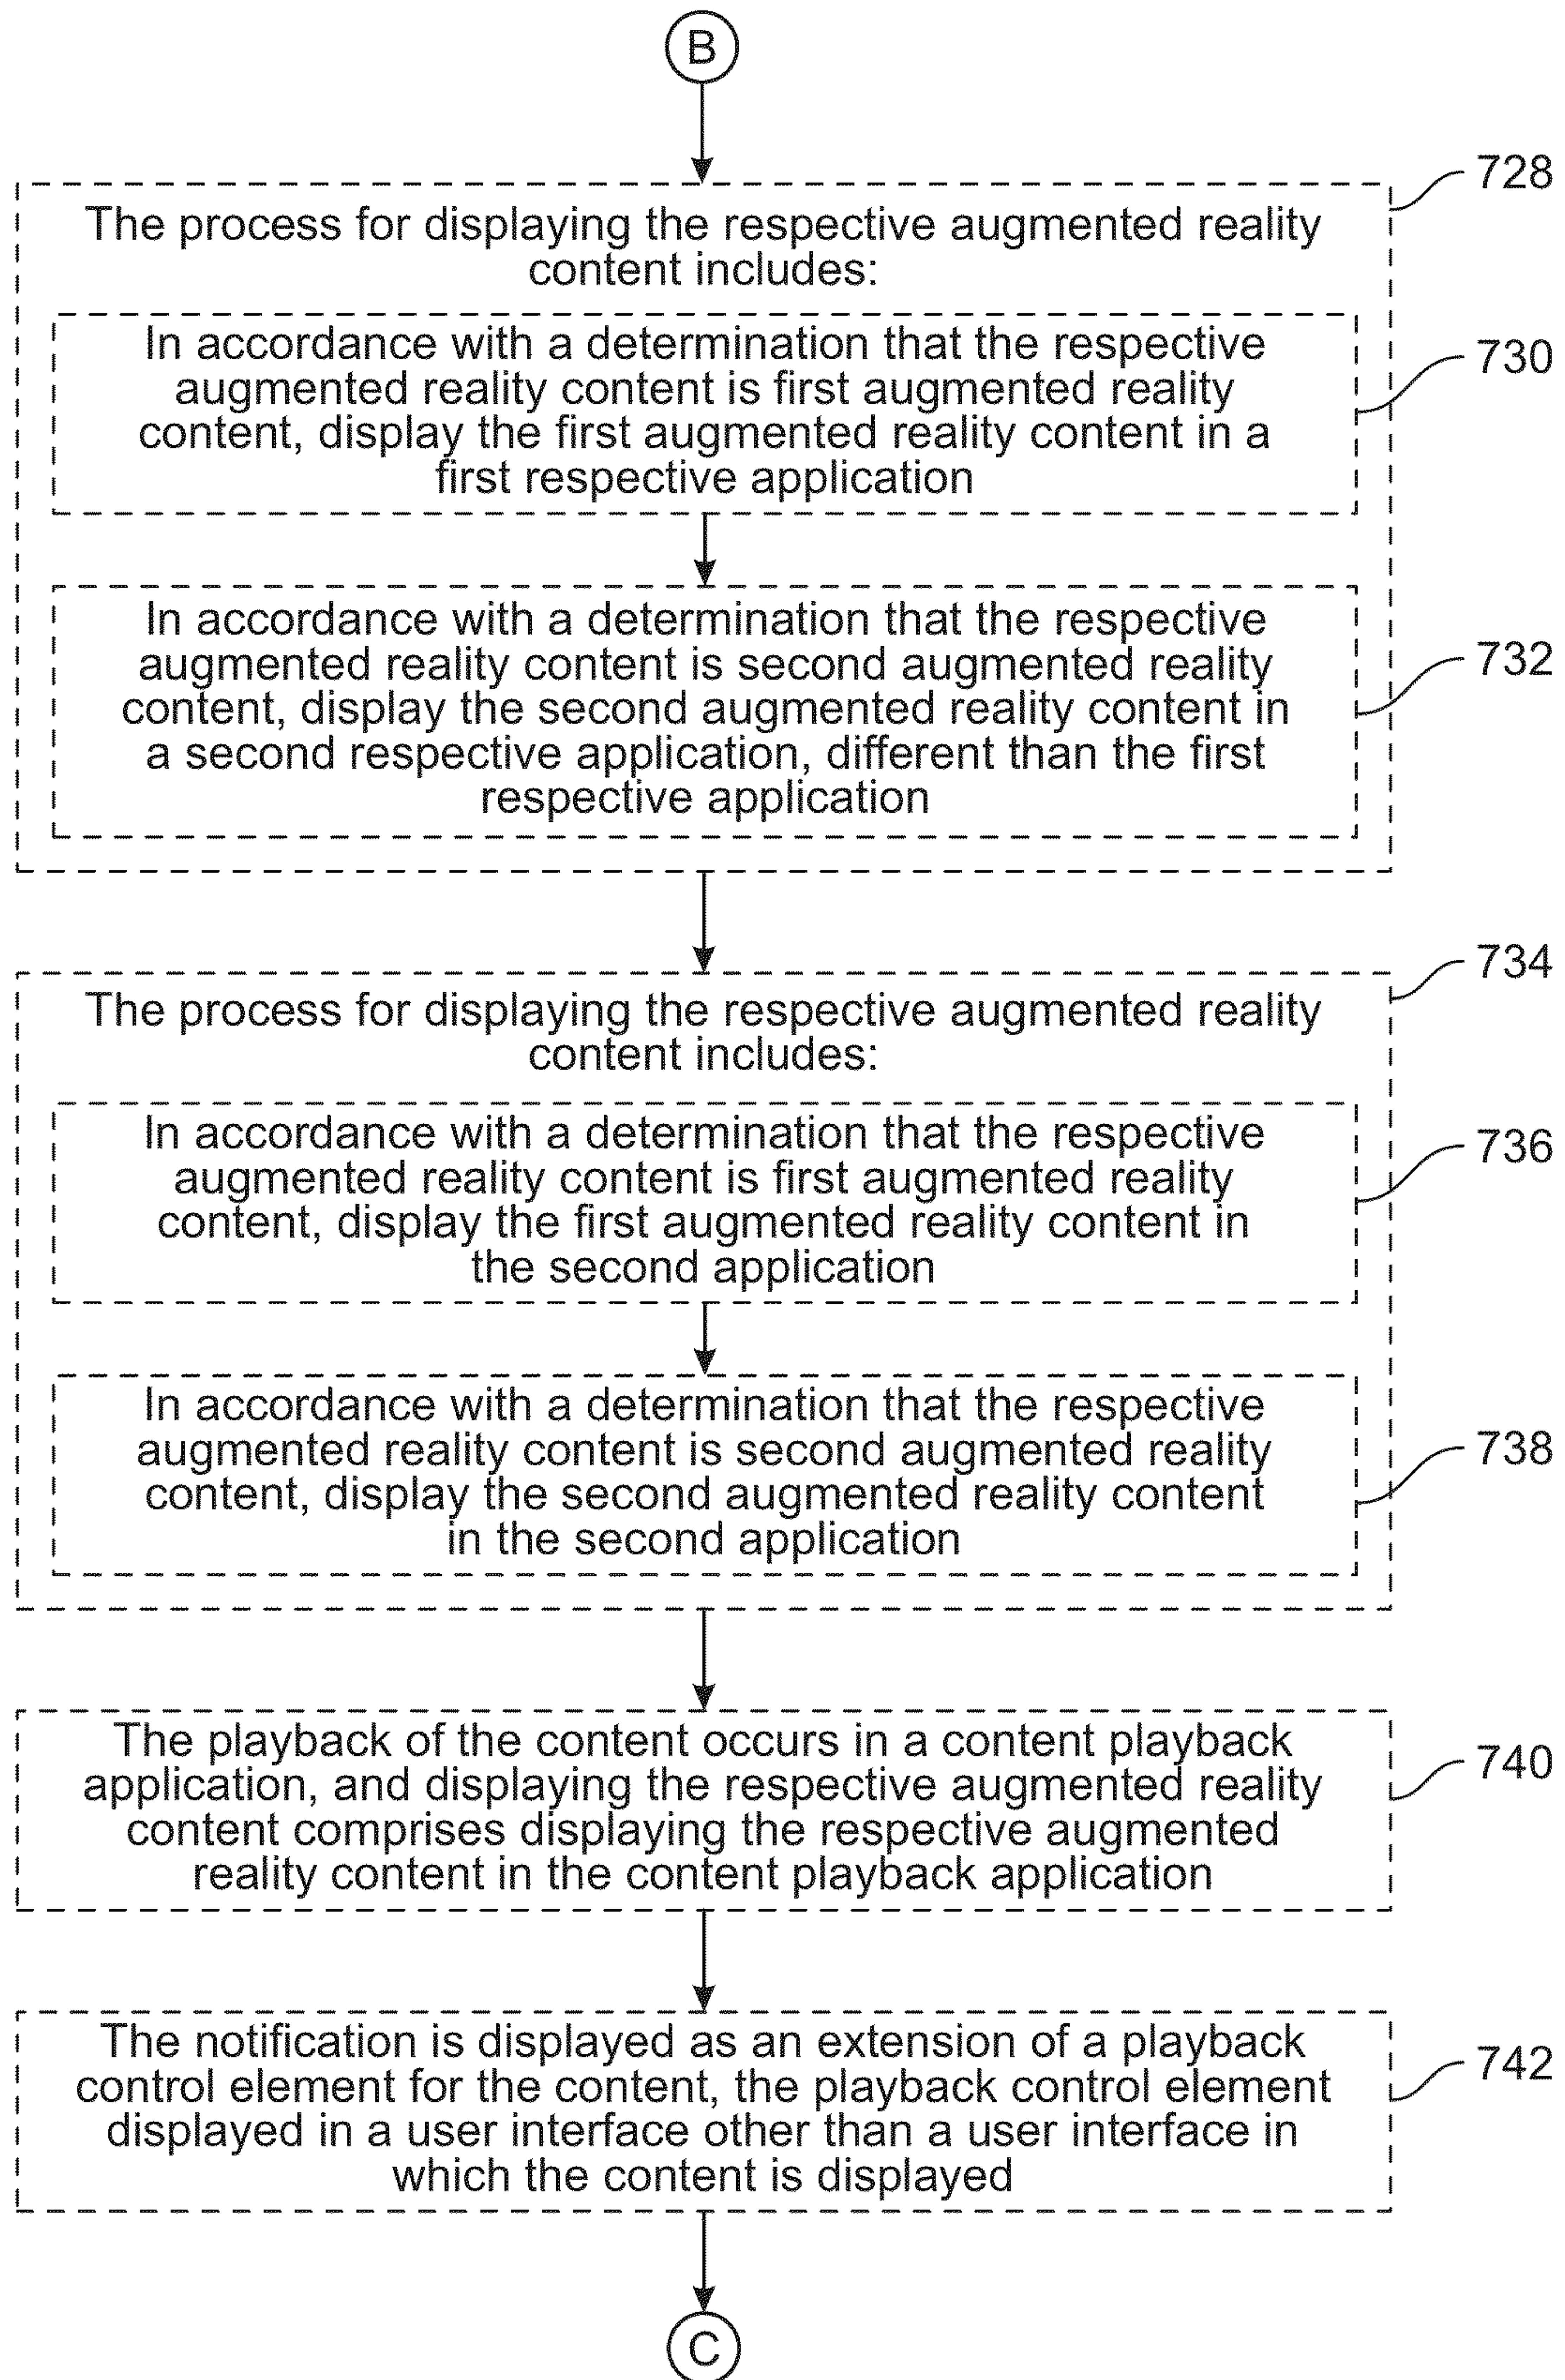 B
728
The process for displaying the respective augmented reality
content includes:
730
In accordance with a determination that the respective
augmented reality content is first augmented reality
content, display the first augmented reality content in a
first respective application
732
In accordance with a determination that the respective
augmented reality content is second augmented reality
content, display the second augmented reality content in
a second respective application, different than the first
respective application
734
The process for displaying the respective augmented reality
content includes:
736
In accordance with a determination that the respective
augmented reality content is first augmented reality
content, display the first augmented reality content in
the second application
738
In accordance with a determination that the respective
augmented reality content is second augmented reality
content, display the second augmented reality content
in the second application
740
The playback of the content occurs in a content playback
application, and displaying the respective augmented reality
content comprises displaying the respective augmented
reality content in the content playback application
742
The notification is displayed as an extension of a playback
control element for the content, the playback control element
displayed in a user interface other than a user interface in
which the content is displayed
C